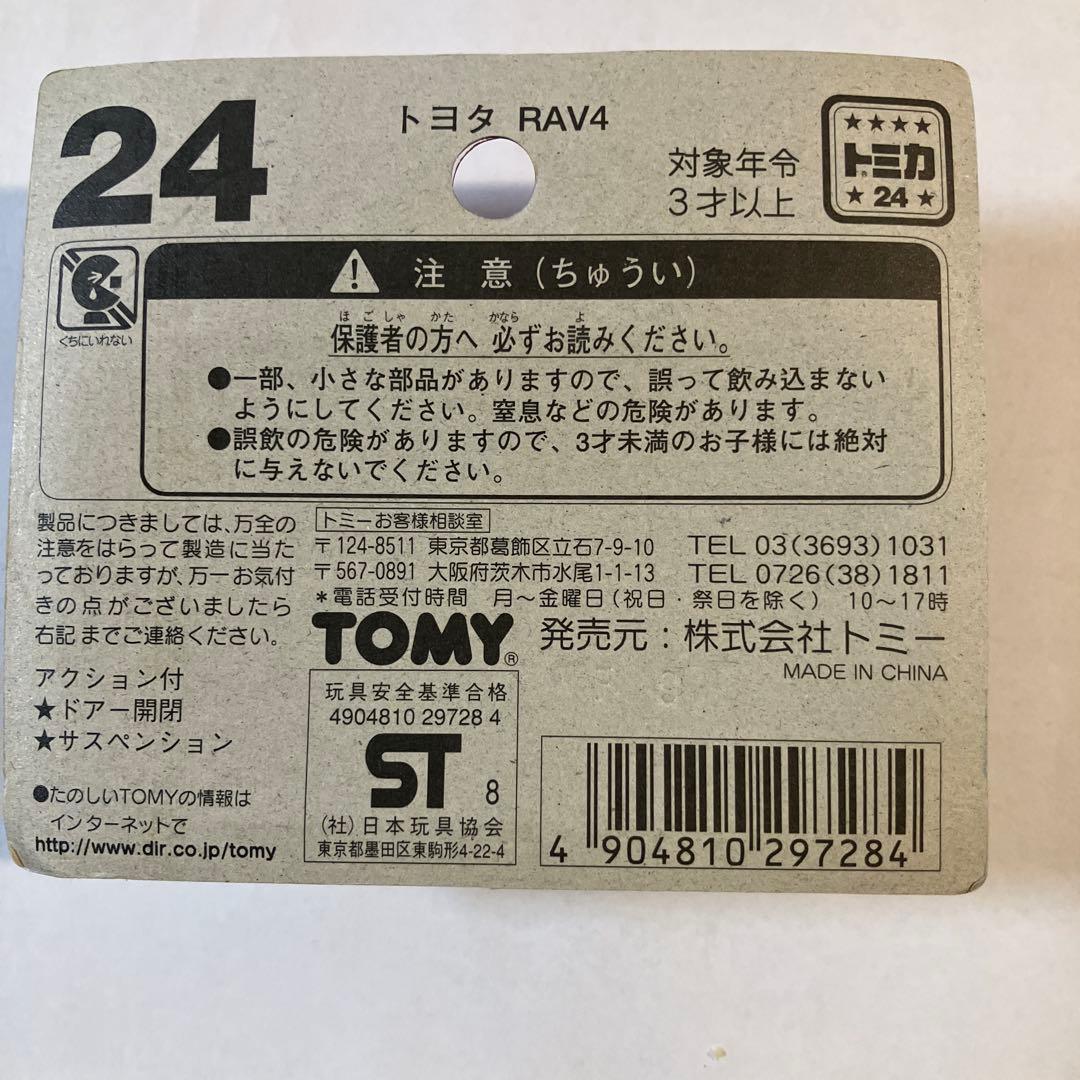 24
トヨタ RAV4
対象年令
3才以上
★★★★
トミカ®
★24★
くちにいれない
! 注 意 (ちゅうい)
ほごしゃ かた かなら よ
保護者の方へ 必ずお読みください。
●一部、小さな部品がありますので、誤って飲み込まない
ようにしてください。窒息などの危険があります。
●誤飲の危険がありますので、3才未満のお子様には絶対
に与えないでください。
製品につきましては、万全の
注意をはらって製造に当た
っておりますが、万一お気付
きの点がございましたら
右記までご連絡ください。
トミーお客様相談室
〒124-8511 東京都葛飾区立石7-9-10 TEL 03(3693)1031
〒567-0891 大阪府茨木市水尾1-1-13 TEL 0726(38)1811
*電話受付時間 月〜金曜日(祝日・祭日を除く) 10〜17時
TOMY® 発売元:株式会社トミー
MADE IN CHINA
アクション付
★ドアー開閉
★サスペンション
●たのしいTOMYの情報は
インターネットで
http://www.dir.co.jp/tomy
玩具安全基準合格
4904810 29728 4
ST 8
(社)日本玩具協会
東京都墨田区東駒形4-22-4
4 904810 297284